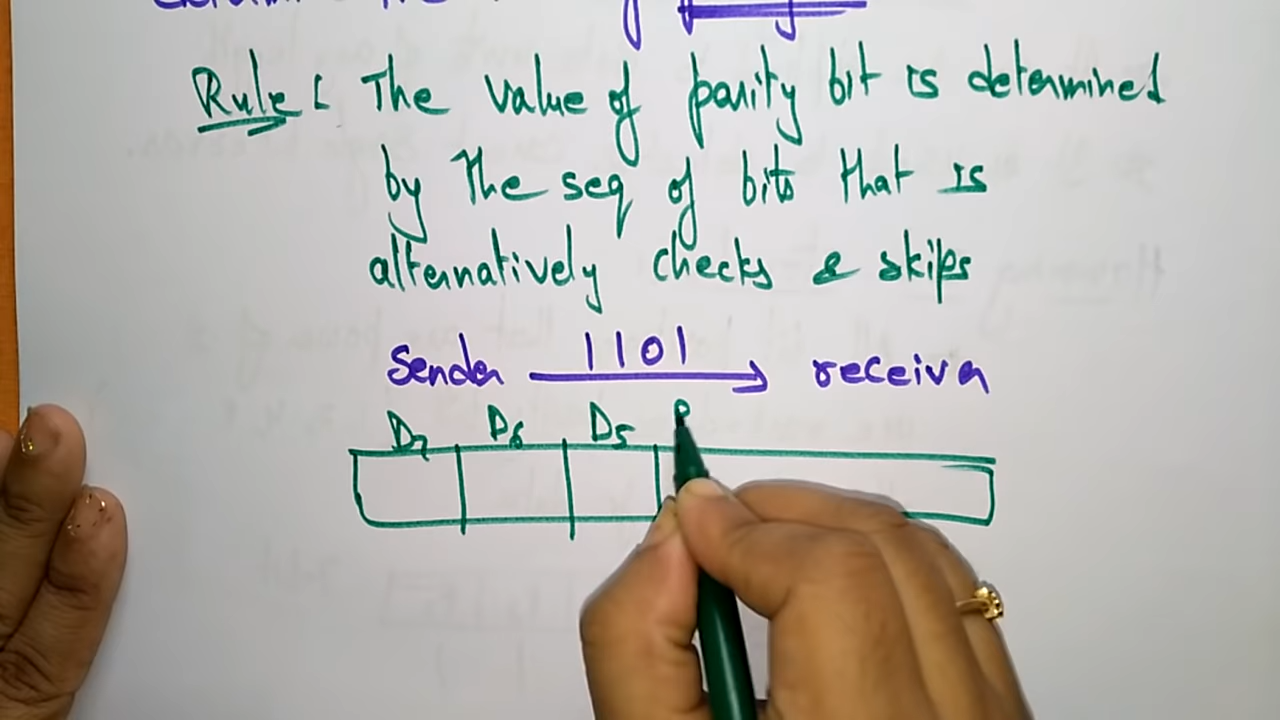 Rule : The value of parity bit is determined
by the seq of bits that is
alternatively checks & skips
1101
Sender receiver
D7 D6 D5 P